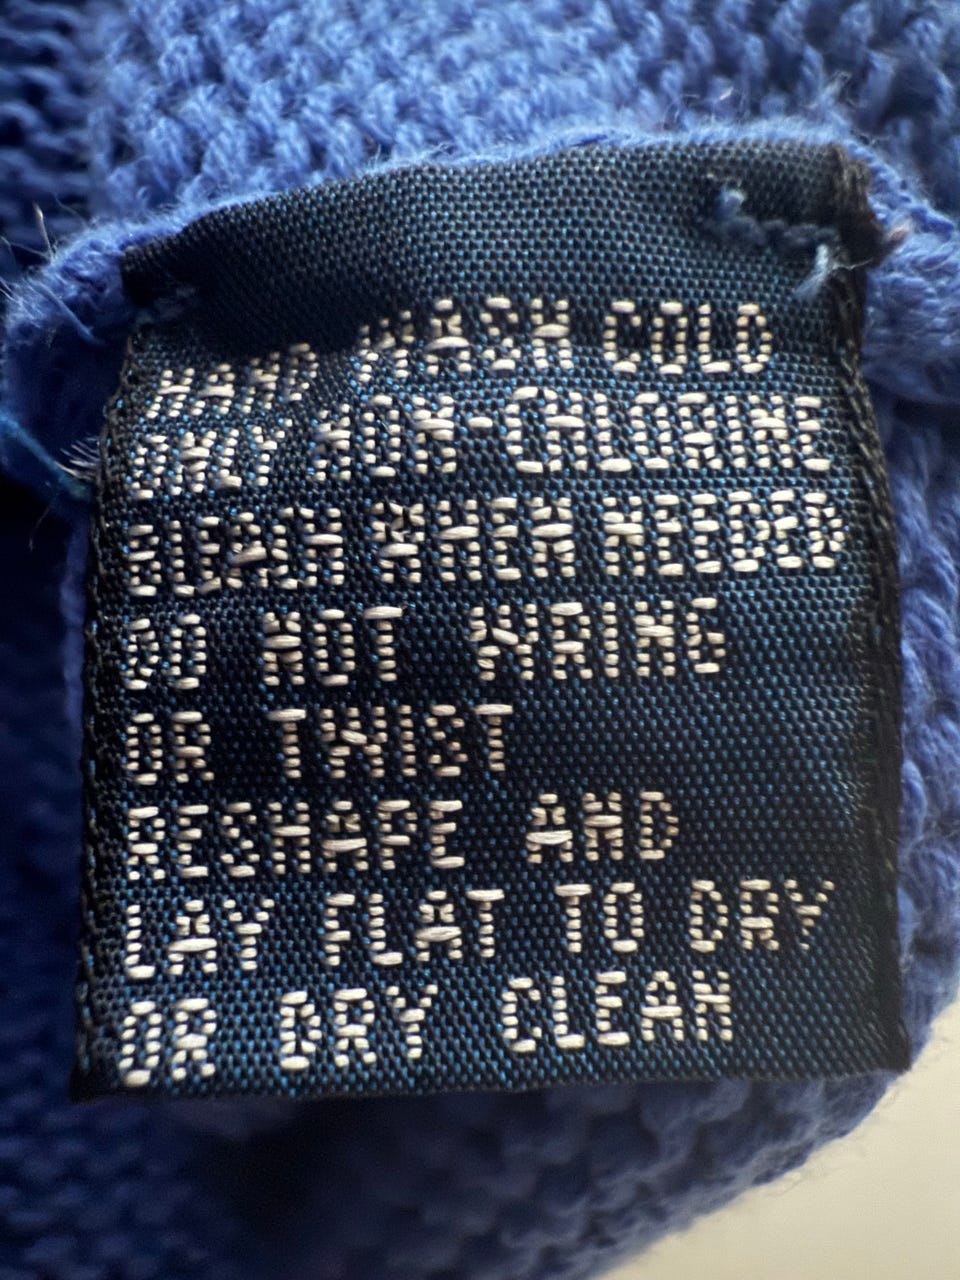 HAND WASH COLD
ONLY NON-CHLORINE
BLEACH WHEN NEEDED
DO NOT WRING
OR TWIST
RESHAPE AND
LAY FLAT TO DRY
OR DRY CLEAN